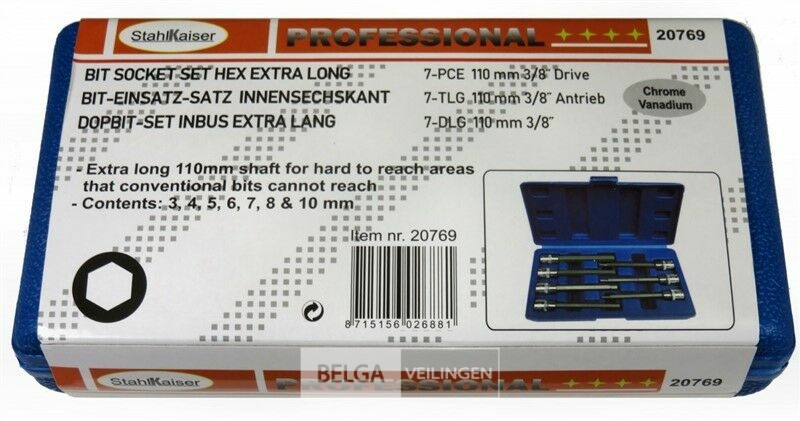 StahlKaiser PROFESSIONAL 20769
BIT SOCKET SET HEX EXTRA LONG 7-PCE 110 mm 3/8" Drive
BIT-EINSATZ-SATZ INNENSECHSKANT 7-TLG 110 mm 3/8" Antrieb
DOPBIT-SET INBUS EXTRA LANG 7-DLG 110 mm 3/8"
Chrome
Vanadium
- Extra long 110mm shaft for hard to reach areas
that conventional bits cannot reach
- Contents: 3, 4, 5, 6, 7, 8 & 10 mm
Item nr. 20769
8 715156 026881
StahlKaiser PROFESSIONAL 20769
BELGA VEILINGEN